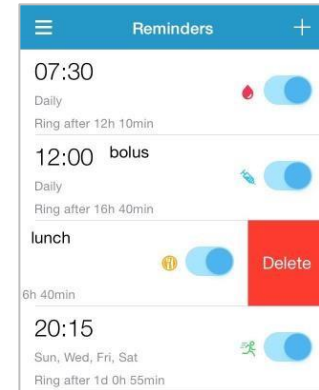 Reminders
07:30
Daily
Ring after 12h 10min
12:00 bolus
Daily
Ring after 16h 40min
lunch
Delete
6h 40min
20:15
Sun, Wed, Fri, Sat
Ring after 1d 0h 55min